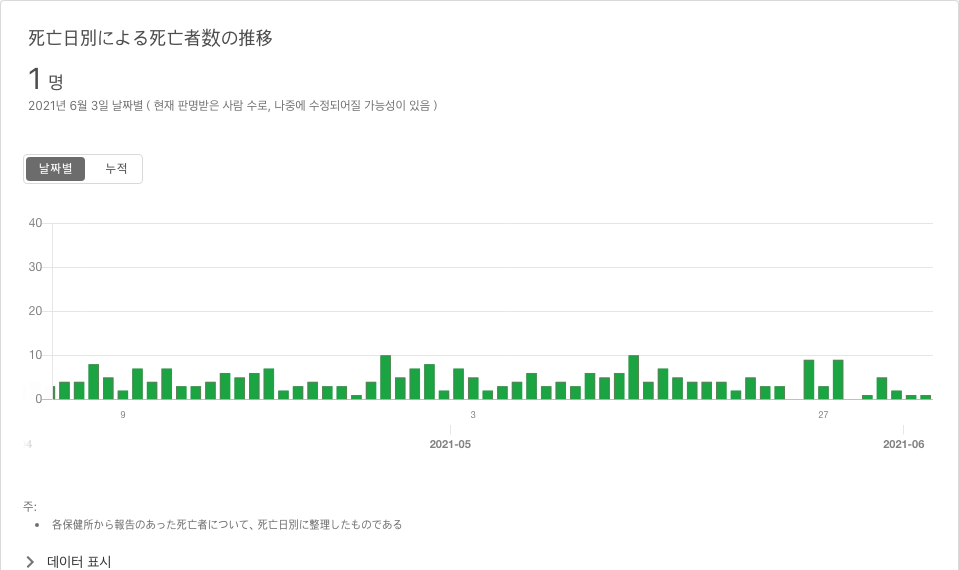 死亡日別による死亡者数の推移
1 명
2021년 6월 3일 날짜별 ( 현재 판명받은 사람 수로, 나중에 수정되어질 가능성이 있음 )
날짜별 누적
40
30
20
10
0
9 3 27
4 2021-05 2021-06
주:
• 各保健所から報告のあった死亡者について、死亡日別に整理したものである
데이터 표시